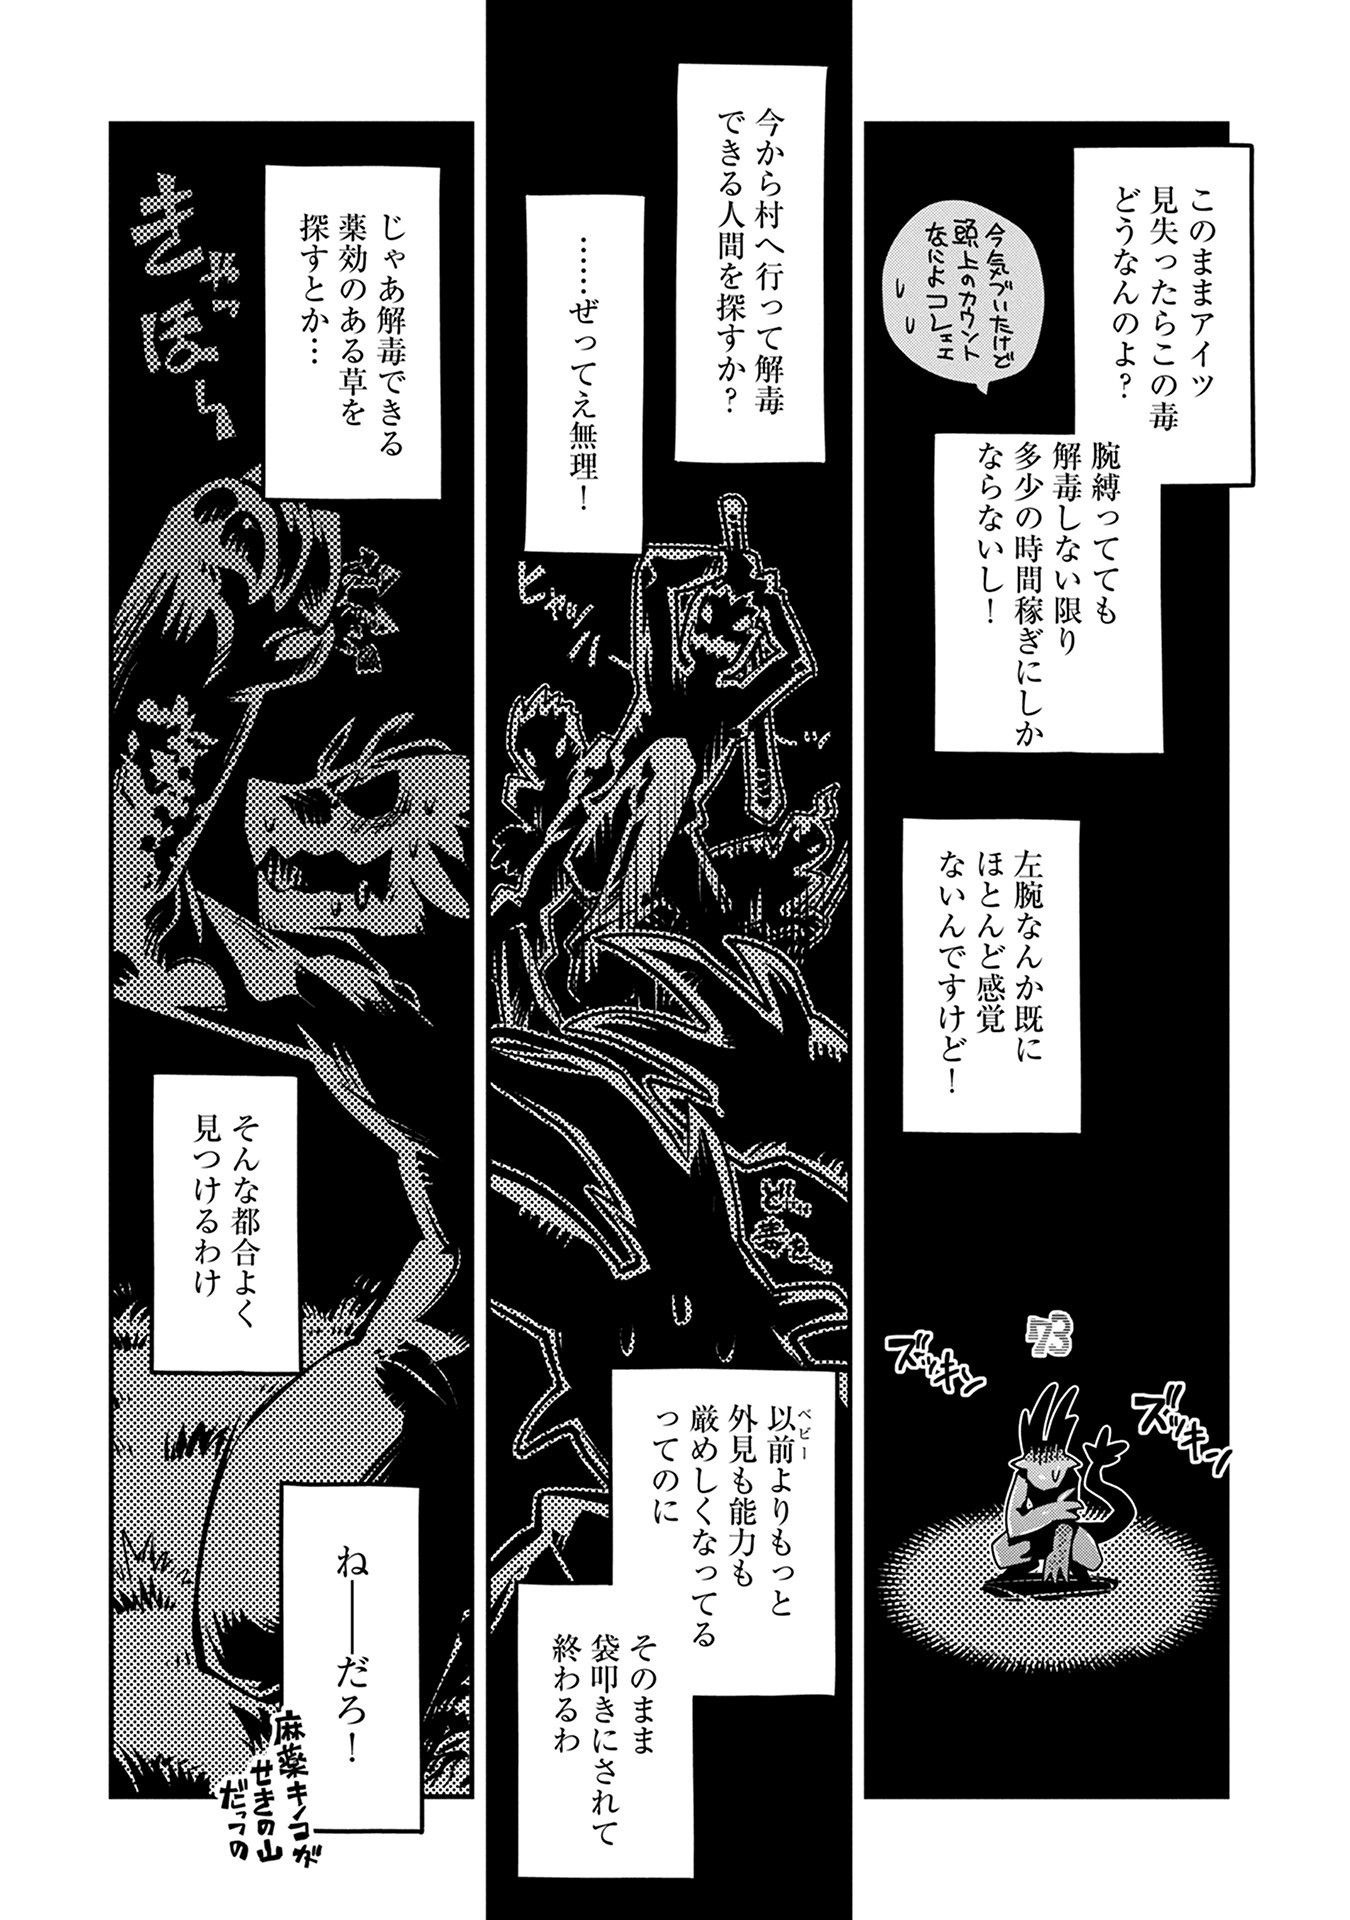 このままアイツ
見失ったらこの毒
どうなんのよ？
今気づいたけど
頭上のカウント
なによコレェェ
腕縛ってても
解毒しない限り
多少の時間稼ぎにしか
ならないし！
左腕なんか既に
ほとんど感覚
ないんですけど！
73
ズッキン
ズッキン
今から村へ行って解毒
できる人間を探すか？
……ぜってえ無理！
以前よりもっと
ベビー
外見も能力も
厳めしくなってる
ってのに
そのまま
袋叩きにされて
終わるわ
じゃあ解毒できる
薬効のある草を
探すとか…
そんな都合よく
見つけるわけ
ね――だろ！
麻薬キノコが
せきの山
だっつの